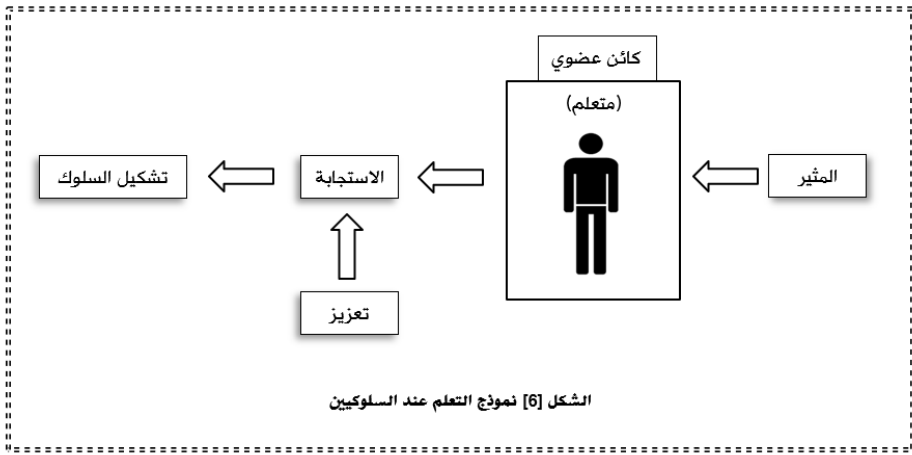 كائن عضوي
(متعلم)
المثير
الاستجابة
تشكيل السلوك
تعزيز
الشكل [6] نموذج التعلم عند السلوكيين